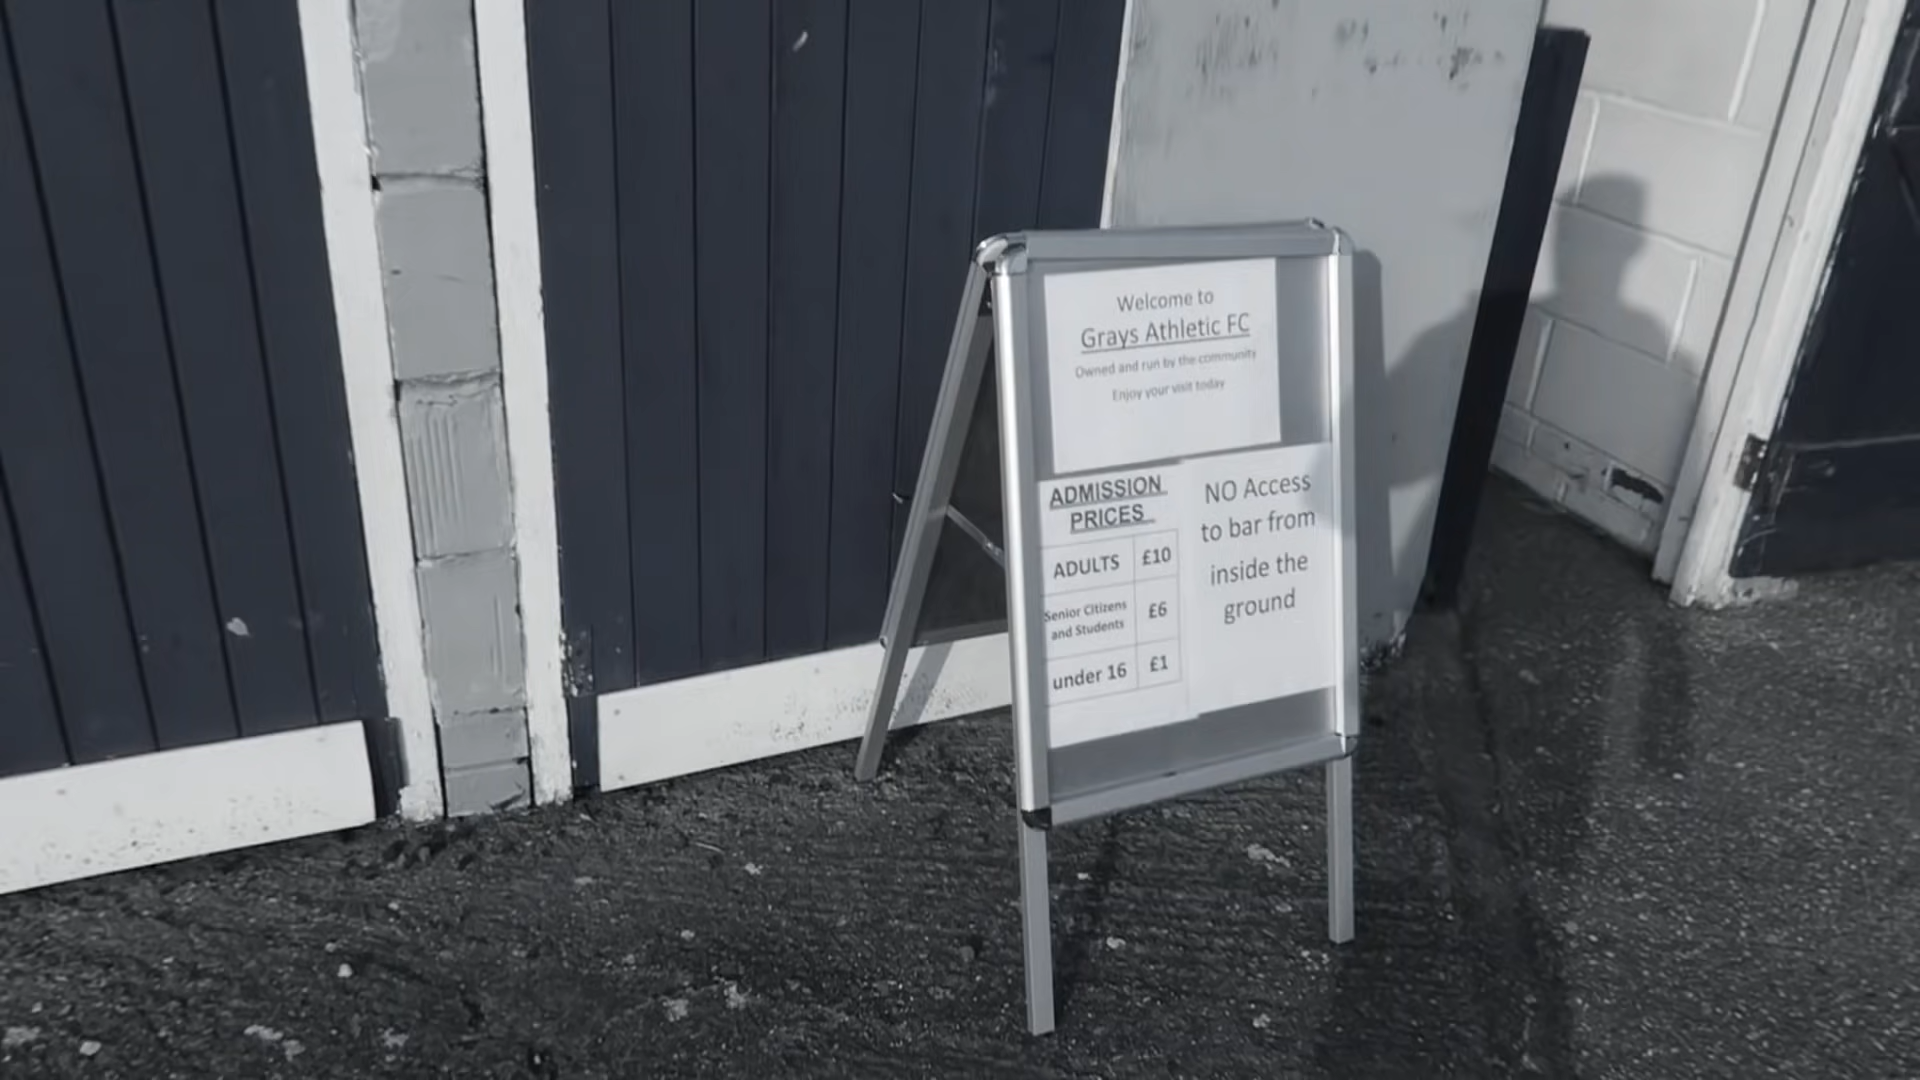 Welcome to
Grays Athletic FC
Owned and run by the community
Enjoy your visit today
ADMISSION
PRICES
ADULTS £10
Senior Citizens
and Students £6
under 16 £1
NO Access
to bar from
inside the
ground